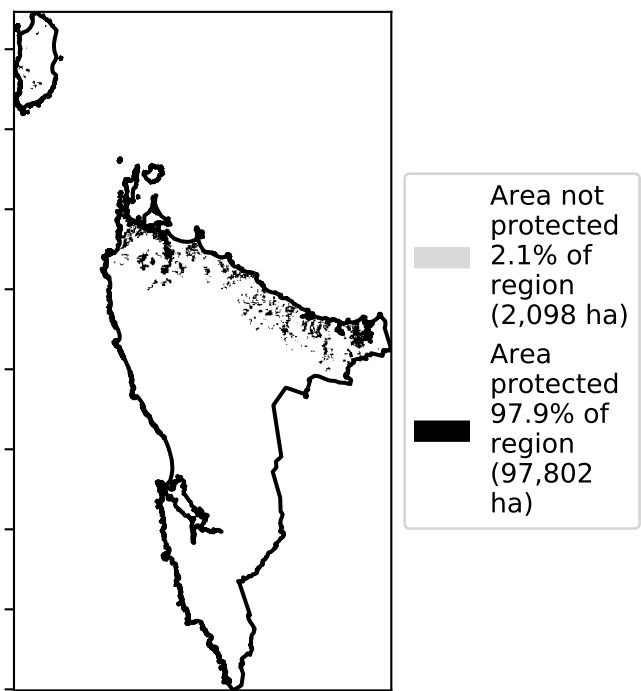 Area not
protected
2.1% of
region
(2,098 ha)
Area
protected
97.9% of
region
(97,802
ha)